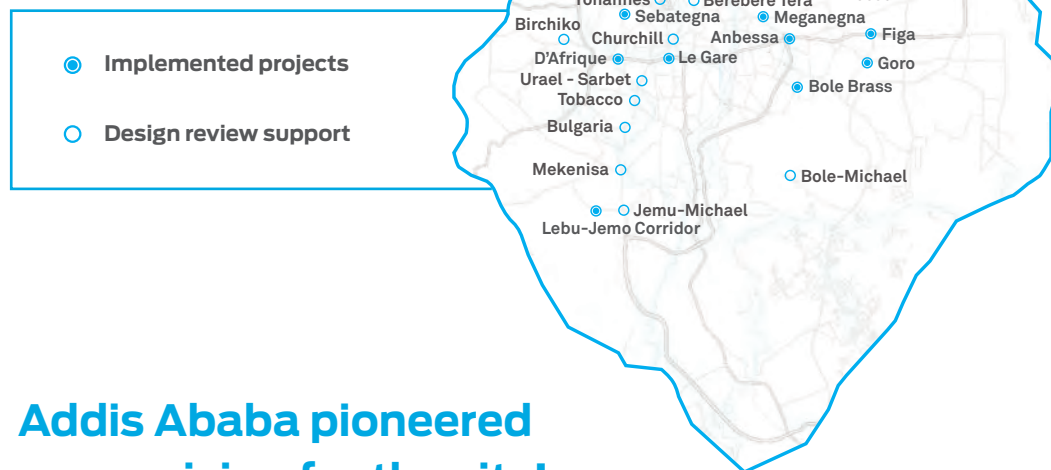 Yohannes
Berebere Tera
Sebategna
Meganegna
Birchiko
Churchill
Anbessa
Figa
Implemented projects
D'Afrique
Le Gare
Goro
Urael - Sarbet
Bole Brass
Tobacco
Design review support
Bulgaria
Mekenisa
Bole-Michael
Jemu-Michael
Lebu-Jemo Corridor
Addis Ababa pioneered